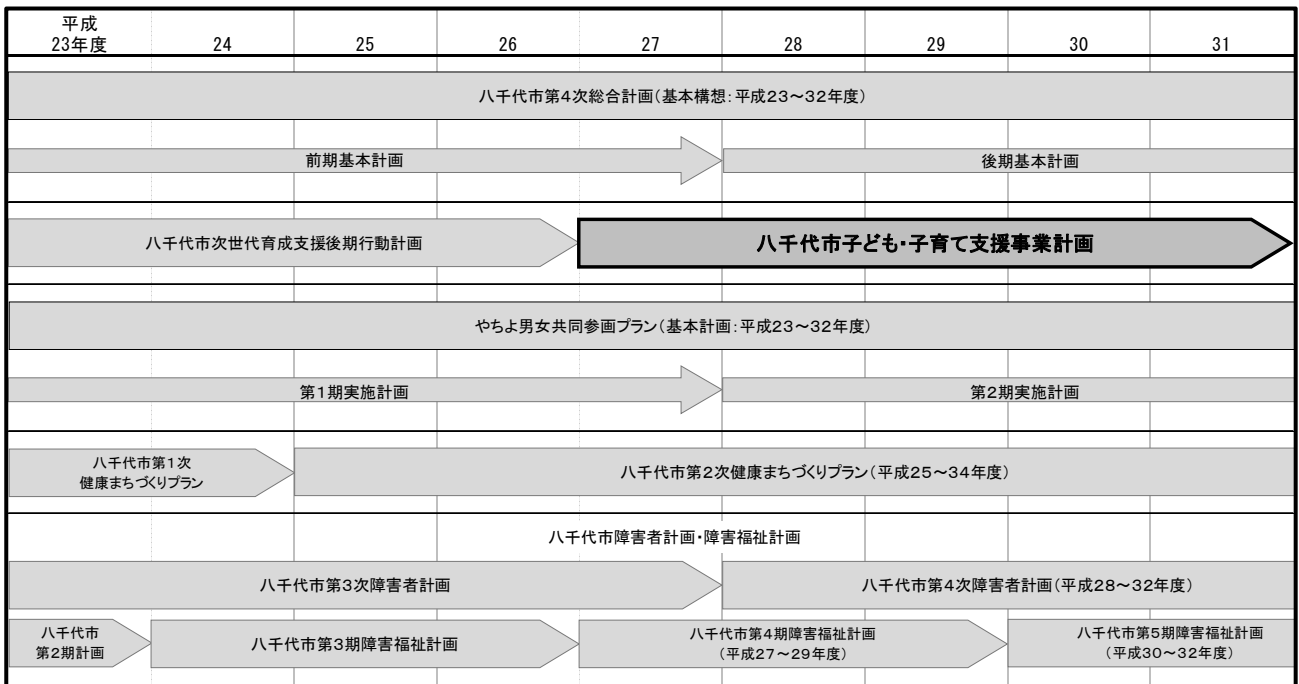 平成
23年度 24 25 26 27 28 29 30 31
八千代市第4次総合計画(基本構想:平成23～32年度)
前期基本計画 後期基本計画
八千代市次世代育成支援後期行動計画 八千代市子ども・子育て支援事業計画
やちよ男女共同参画プラン(基本計画:平成23～32年度)
第1期実施計画 第2期実施計画
八千代市第1次
健康まちづくりプラン
八千代市第2次健康まちづくりプラン(平成25～34年度)
八千代市障害者計画・障害福祉計画
八千代市第3次障害者計画 八千代市第4次障害者計画(平成28～32年度)
八千代市
第2期計画
八千代市第3期障害福祉計画
八千代市第4期障害福祉計画
(平成27～29年度)
八千代市第5期障害福祉計画
(平成30～32年度)